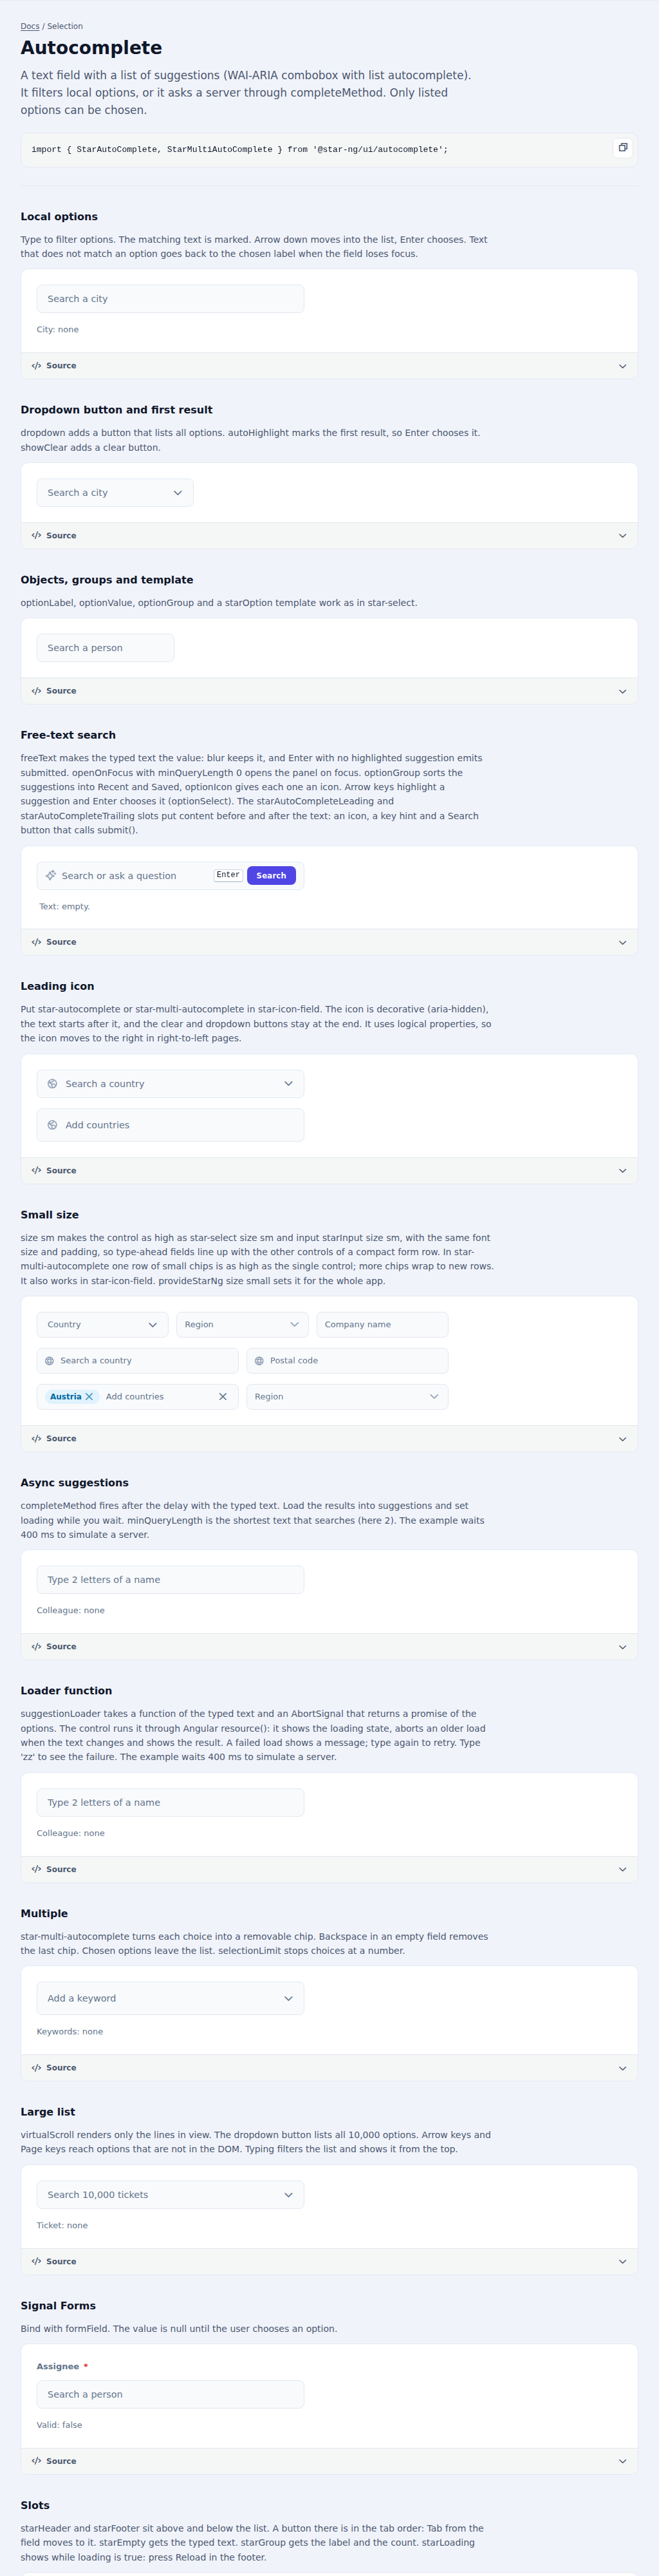 Docs / Selection
Autocomplete
A text field with a list of suggestions (WAI-ARIA combobox with list autocomplete).
It filters local options, or it asks a server through completeMethod. Only listed
options can be chosen.
import { StarAutoComplete, StarMultiAutoComplete } from '@star-ng/ui/autocomplete';
Local options
Type to filter options. The matching text is marked. Arrow down moves into the list, Enter chooses. Text
that does not match an option goes back to the chosen label when the field loses focus.
Search a city
City: none
Source
Dropdown button and first result
dropdown adds a button that lists all options. autoHighlight marks the first result, so Enter chooses it.
showClear adds a clear button.
Search a city
Source
Objects, groups and template
optionLabel, optionValue, optionGroup and a starOption template work as in star-select.
Search a person
Source
Free-text search
freeText makes the typed text the value: blur keeps it, and Enter with no highlighted suggestion emits
submitted. openOnFocus with minQueryLength 0 opens the panel on focus. optionGroup sorts the
suggestions into Recent and Saved, optionIcon gives each one an icon. Arrow keys highlight a
suggestion and Enter chooses it (optionSelect). The starAutoCompleteLeading and
starAutoCompleteTrailing slots put content before and after the text: an icon, a key hint and a Search
button that calls submit().
Search or ask a question Enter Search
Text: empty.
Source
Leading icon
Put star-autocomplete or star-multi-autocomplete in star-icon-field. The icon is decorative (aria-hidden),
the text starts after it, and the clear and dropdown buttons stay at the end. It uses logical properties, so
the icon moves to the right in right-to-left pages.
Search a country
Add countries
Source
Small size
size sm makes the control as high as star-select size sm and input starInput size sm, with the same font
size and padding, so type-ahead fields line up with the other controls of a compact form row. In star-
multi-autocomplete one row of small chips is as high as the single control; more chips wrap to new rows.
It also works in star-icon-field. provideStarNg size small sets it for the whole app.
Country Region Company name
Search a country Postal code
Austria Add countries Region
Source
Async suggestions
completeMethod fires after the delay with the typed text. Load the results into suggestions and set
loading while you wait. minQueryLength is the shortest text that searches (here 2). The example waits
400 ms to simulate a server.
Type 2 letters of a name
Colleague: none
Source
Loader function
suggestionLoader takes a function of the typed text and an AbortSignal that returns a promise of the
options. The control runs it through Angular resource(): it shows the loading state, aborts an older load
when the text changes and shows the result. A failed load shows a message; type again to retry. Type
'zz' to see the failure. The example waits 400 ms to simulate a server.
Type 2 letters of a name
Colleague: none
Source
Multiple
star-multi-autocomplete turns each choice into a removable chip. Backspace in an empty field removes
the last chip. Chosen options leave the list. selectionLimit stops choices at a number.
Add a keyword
Keywords: none
Source
Large list
virtualScroll renders only the lines in view. The dropdown button lists all 10,000 options. Arrow keys and
Page keys reach options that are not in the DOM. Typing filters the list and shows it from the top.
Search 10,000 tickets
Ticket: none
Source
Signal Forms
Bind with formField. The value is null until the user chooses an option.
Assignee *
Search a person
Valid: false
Source
Slots
starHeader and starFooter sit above and below the list. A button there is in the tab order: Tab from the
field moves to it. starEmpty gets the typed text. starGroup gets the label and the count. starLoading
shows while loading is true: press Reload in the footer.